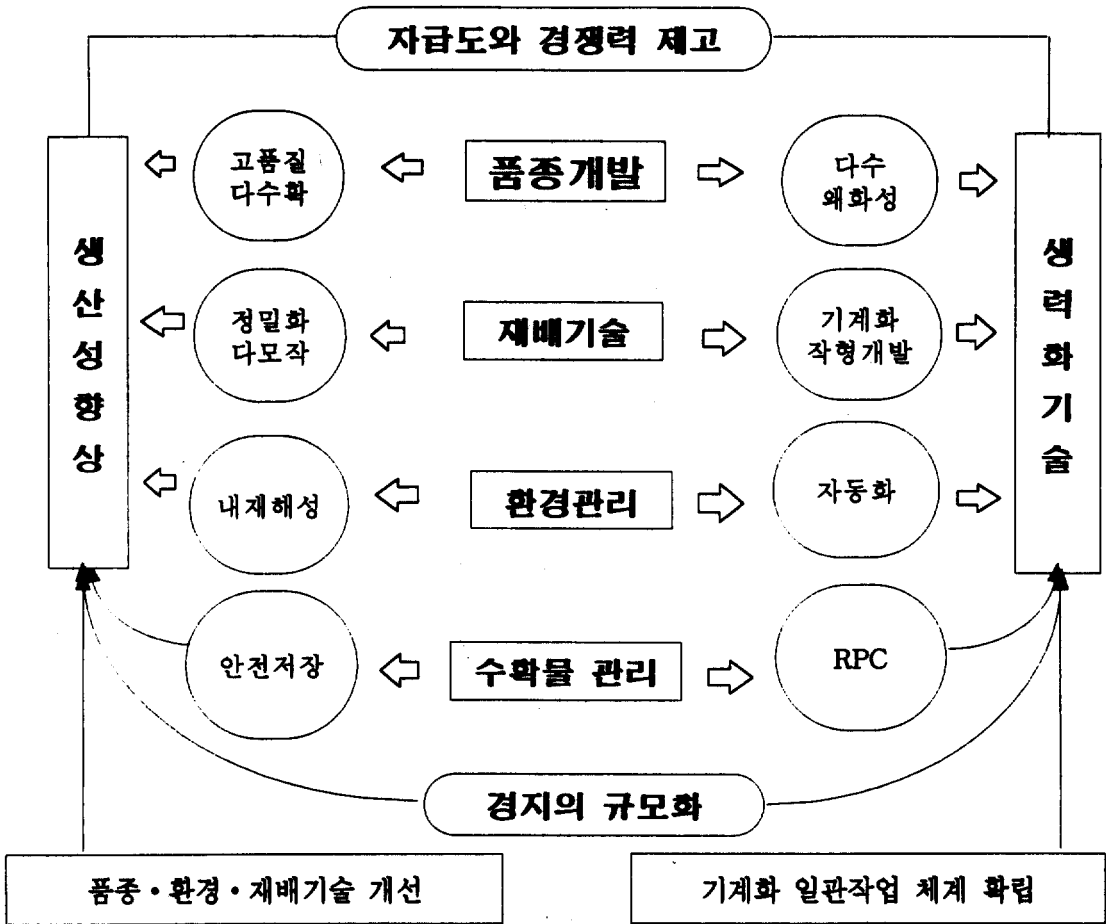 자급도와 경쟁력 제고
생산성향상
고품질
다수확
품종개발
다수
왜화성
생력화기술
정밀화
다모작
재배기술
기계화
작형개발
내재해성
환경관리
자동화
안전저장
수확물 관리
RPC
경지의 규모화
품종·환경·재배기술 개선
기계화 일관작업 체계 확립